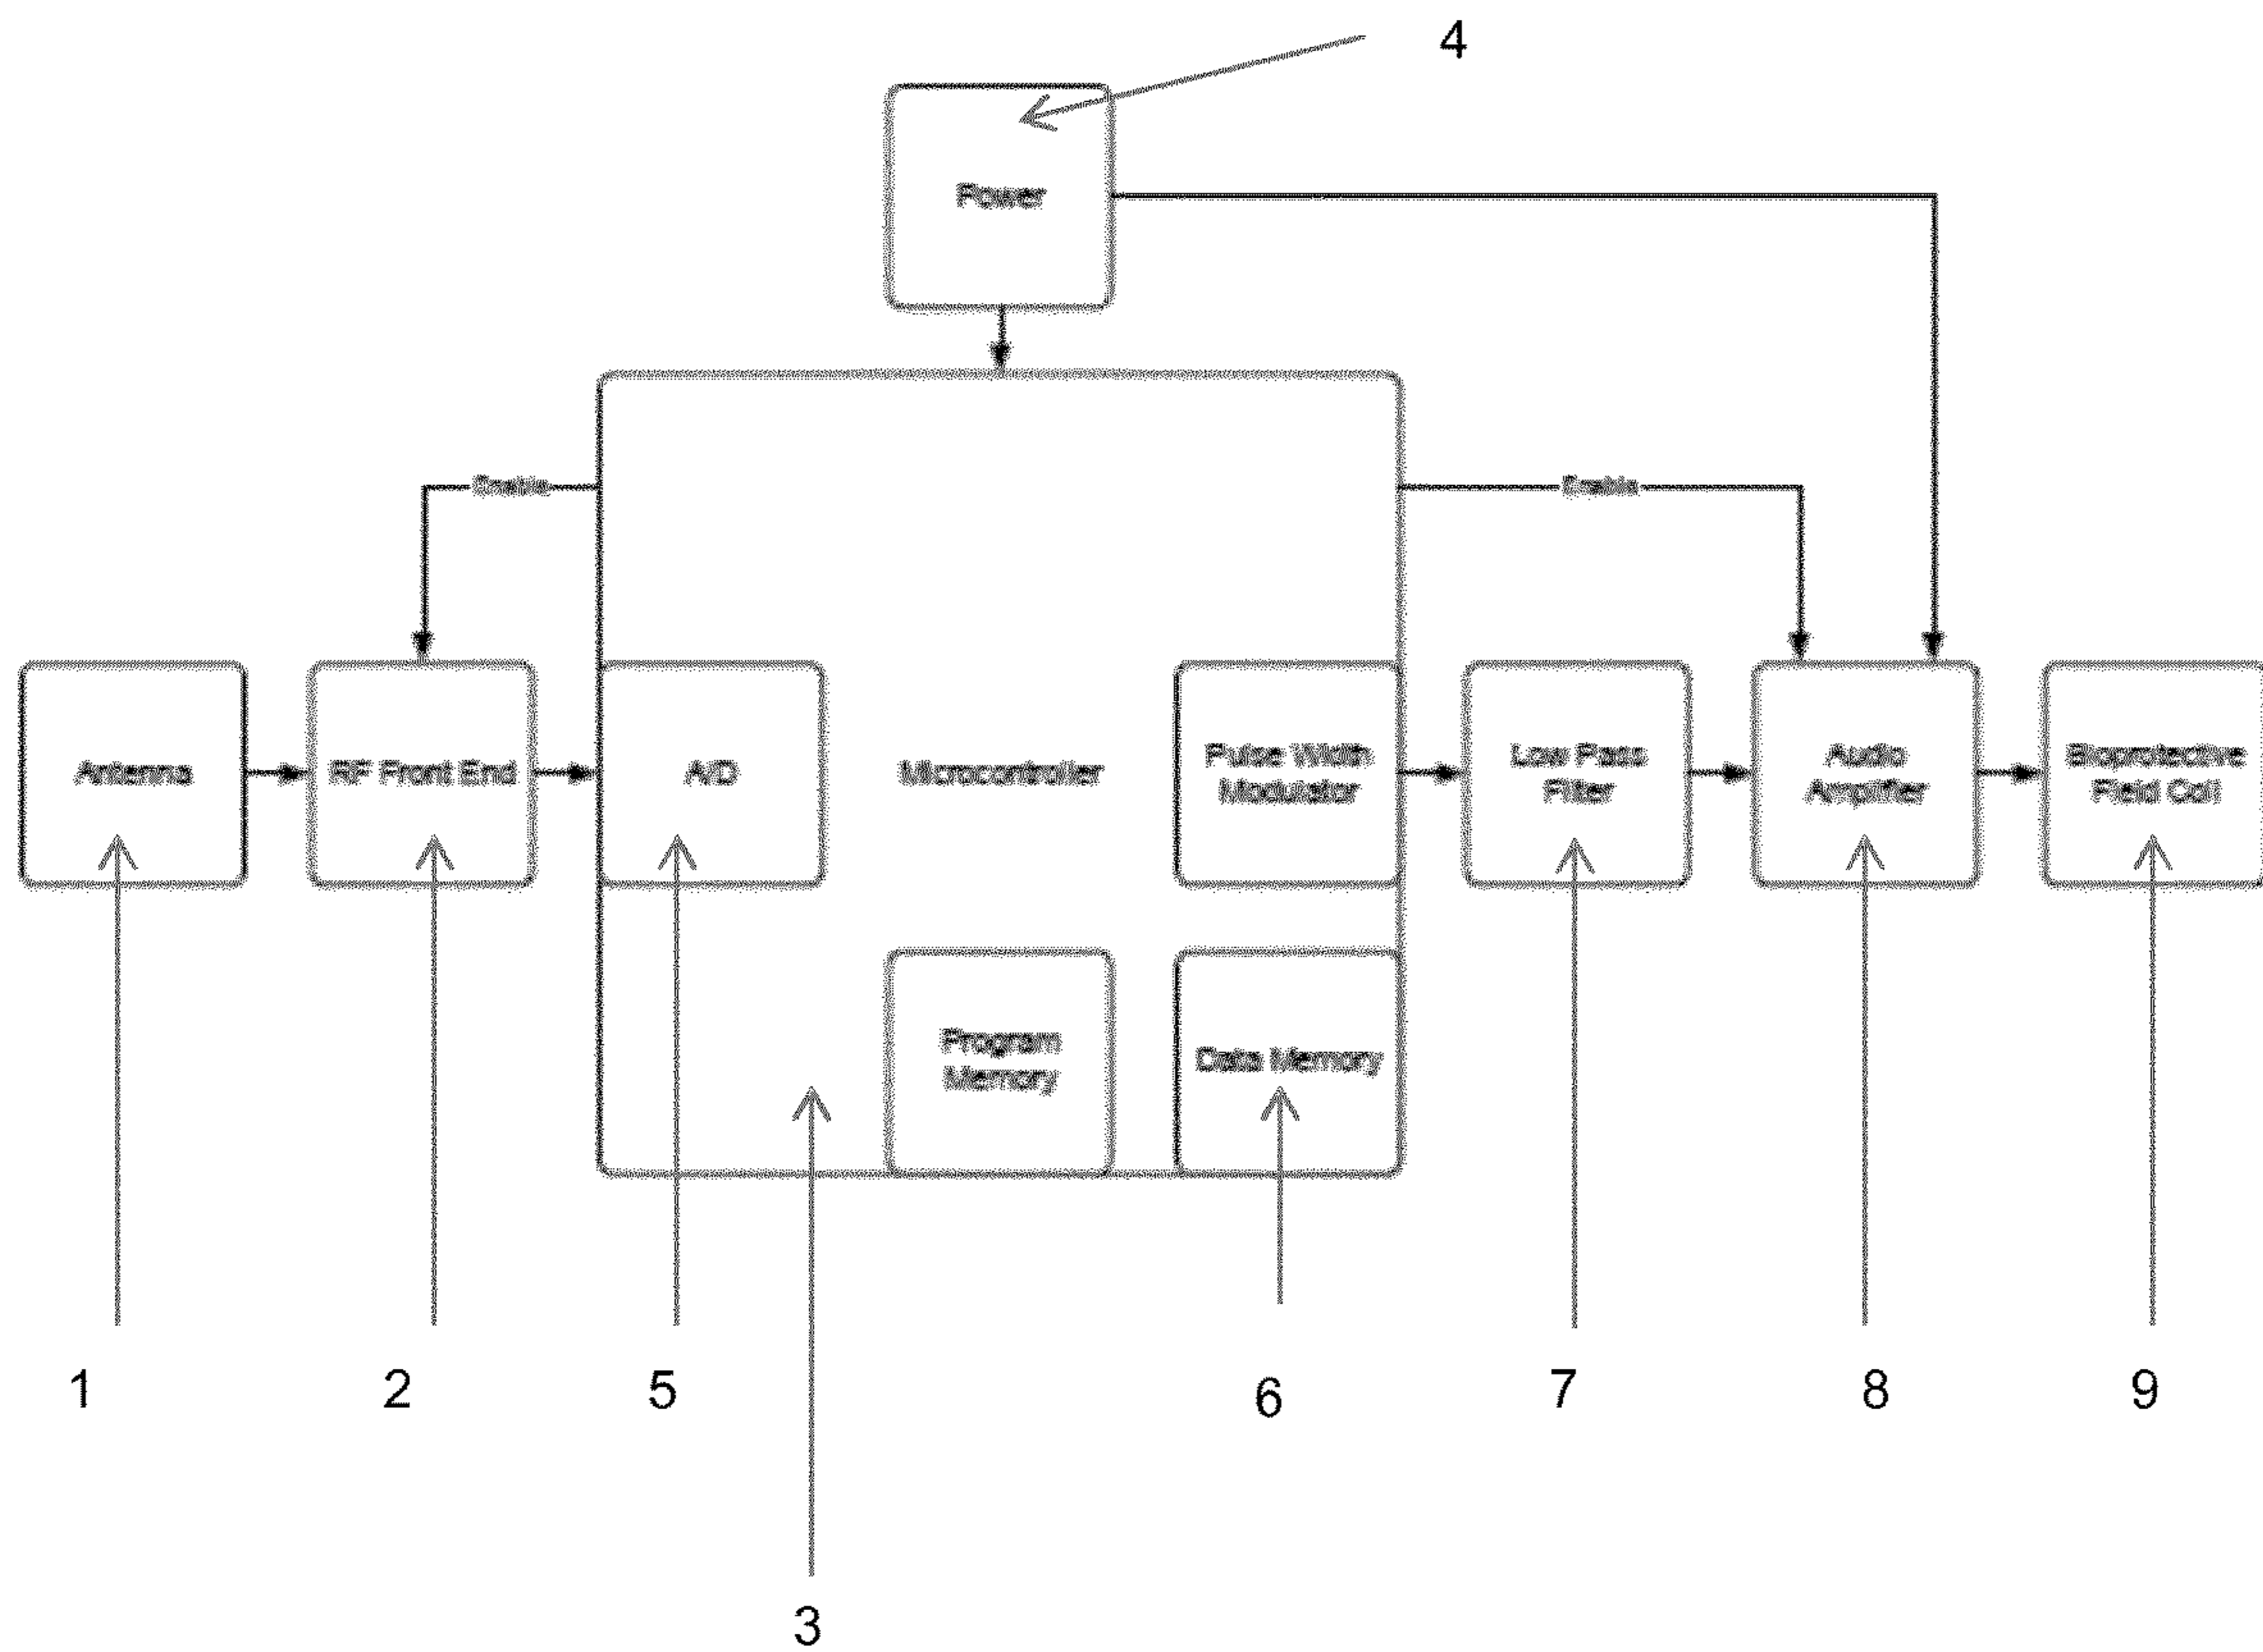 4
Power
Enable
Enable
Antenna
RF Front End
A/D
Microcontroller
Pulse Width
Modulator
Low Pass
Filter
Audio
Amplifier
Bioprotective
Field Coil
Program
Memory
Data Memory
1
2
5
6
7
8
9
3